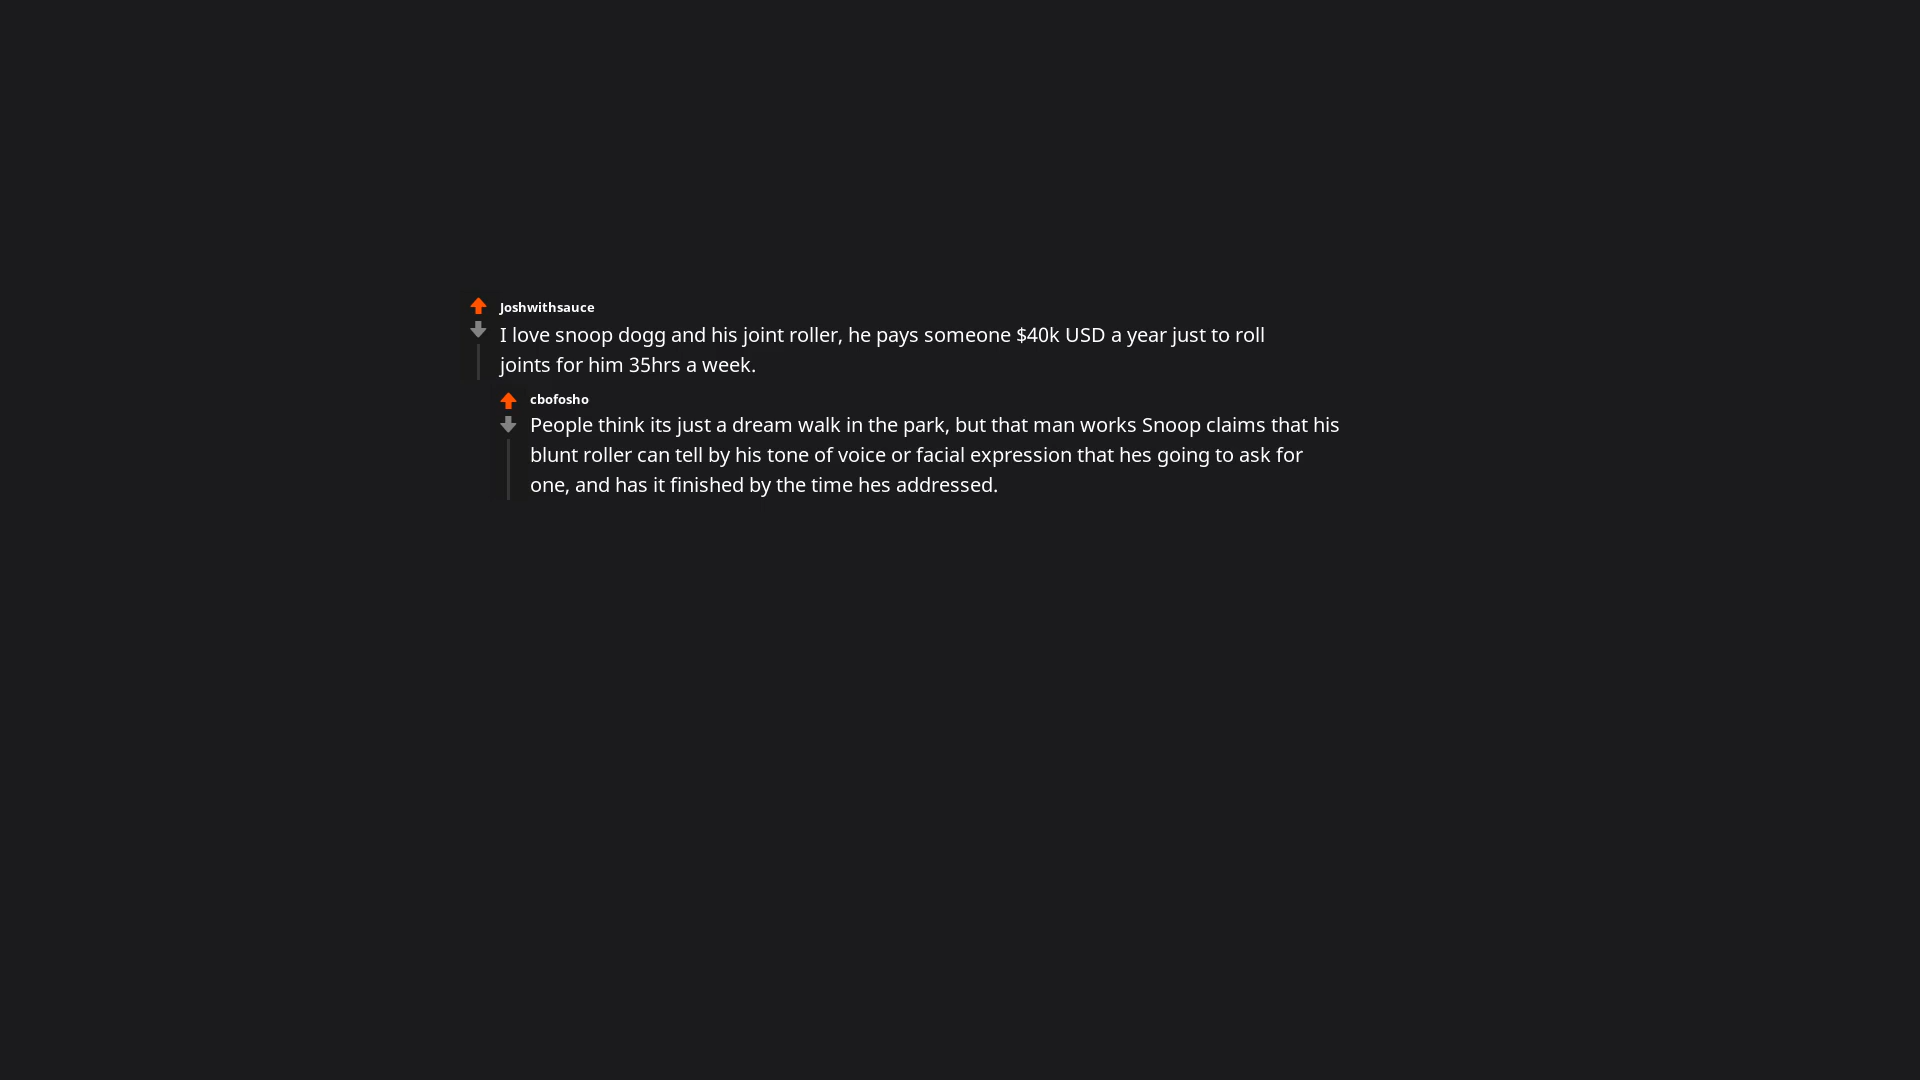 Joshwithsauce
I love snoop dogg and his joint roller, he pays someone $40k USD a year just to roll
joints for him 35hrs a week.
cbofosho
People think its just a dream walk in the park, but that man works Snoop claims that his
blunt roller can tell by his tone of voice or facial expression that hes going to ask for
one, and has it finished by the time hes addressed.